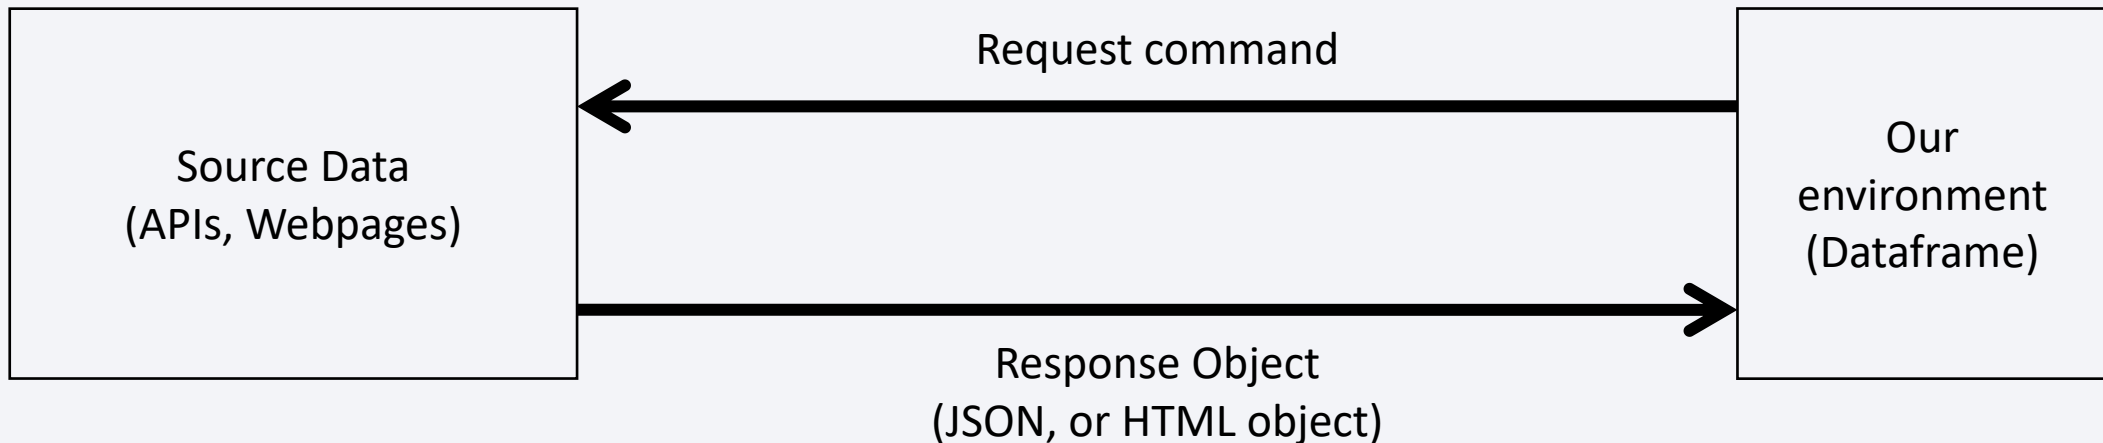 Request command
Source Data
(APIs, Webpages)
Our
environment
(Dataframe)
Response Object
(JSON, or HTML object)